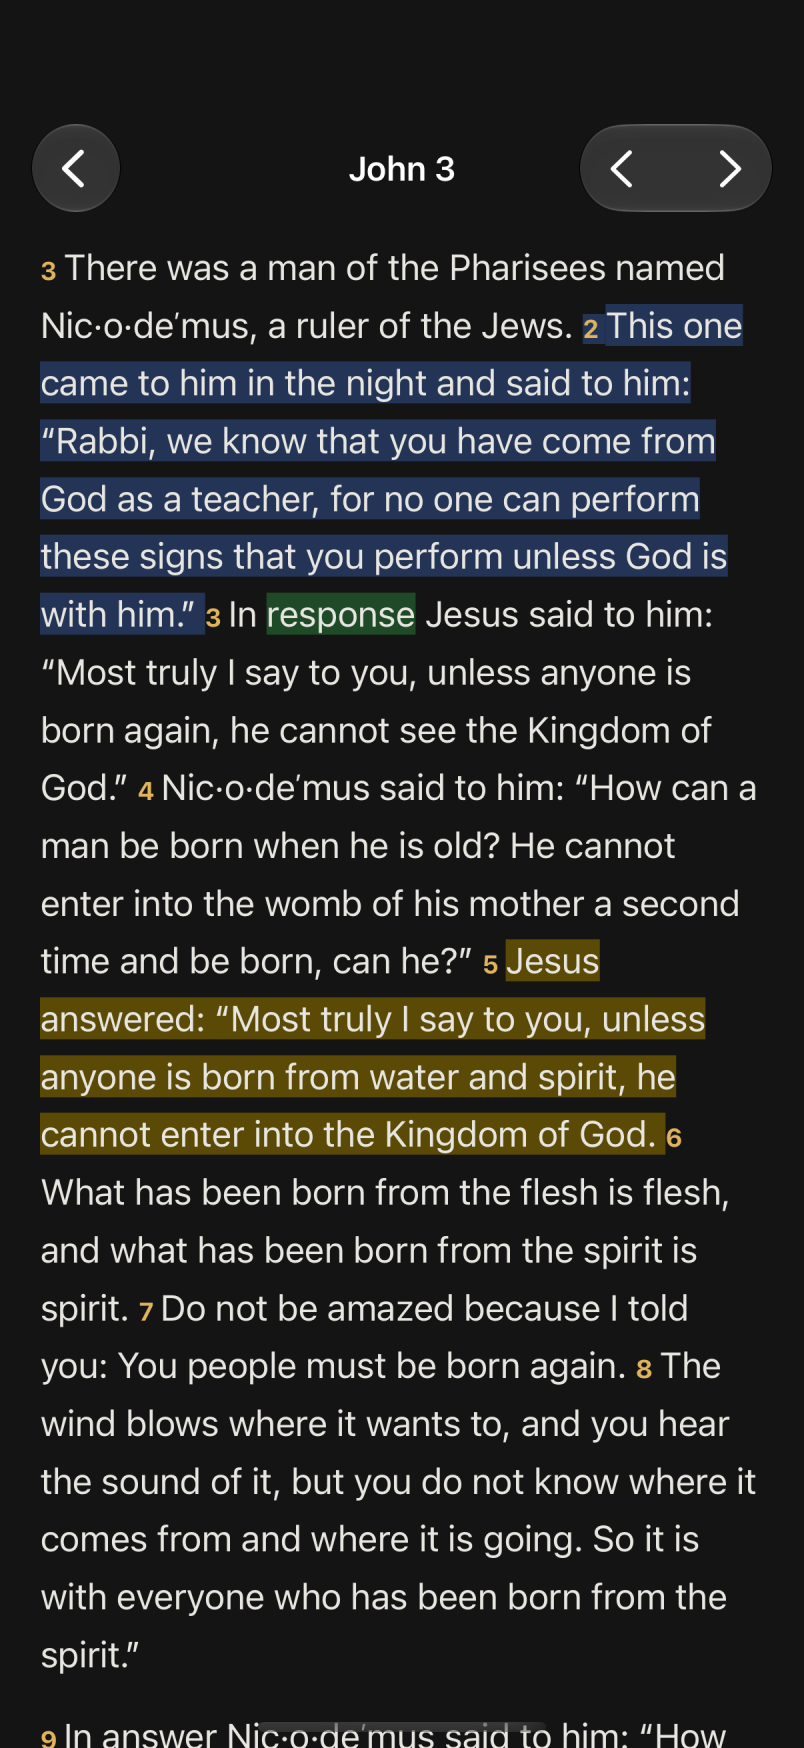 John 3
3 There was a man of the Pharisees named
Nic·o·deʹmus, a ruler of the Jews. 2 This one
came to him in the night and said to him:
“Rabbi, we know that you have come from
God as a teacher, for no one can perform
these signs that you perform unless God is
with him.” 3 In response Jesus said to him:
“Most truly I say to you, unless anyone is
born again, he cannot see the Kingdom of
God.” 4 Nic·o·deʹmus said to him: “How can a
man be born when he is old? He cannot
enter into the womb of his mother a second
time and be born, can he?” 5 Jesus
answered: “Most truly I say to you, unless
anyone is born from water and spirit, he
cannot enter into the Kingdom of God. 6
What has been born from the flesh is flesh,
and what has been born from the spirit is
spirit. 7 Do not be amazed because I told
you: You people must be born again. 8 The
wind blows where it wants to, and you hear
the sound of it, but you do not know where it
comes from and where it is going. So it is
with everyone who has been born from the
spirit.”
9 In answer Nic·o·deʹmus said to him: “How